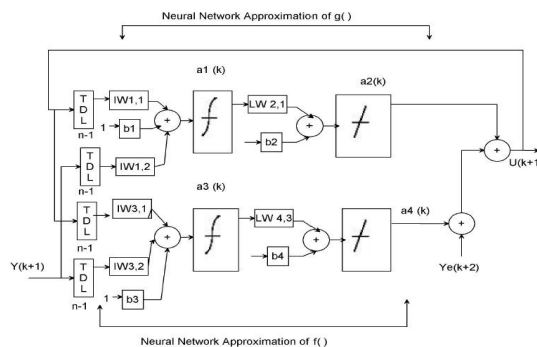 Neural Network Approximation of g()
a1 (k)
a2(k)
T D L
IW1,1
LW 2,1
n-1
1
b1
b2
T D L
IW1,2
U(k+1
n-1
a3 (k)
T D L
IW3,1
LW 4,3
a4 (k)
n-1
Y(k+1)
T D L
IW3,2
b4
Ye(k+2)
n-1
1
b3
Neural Network Approximation of f()